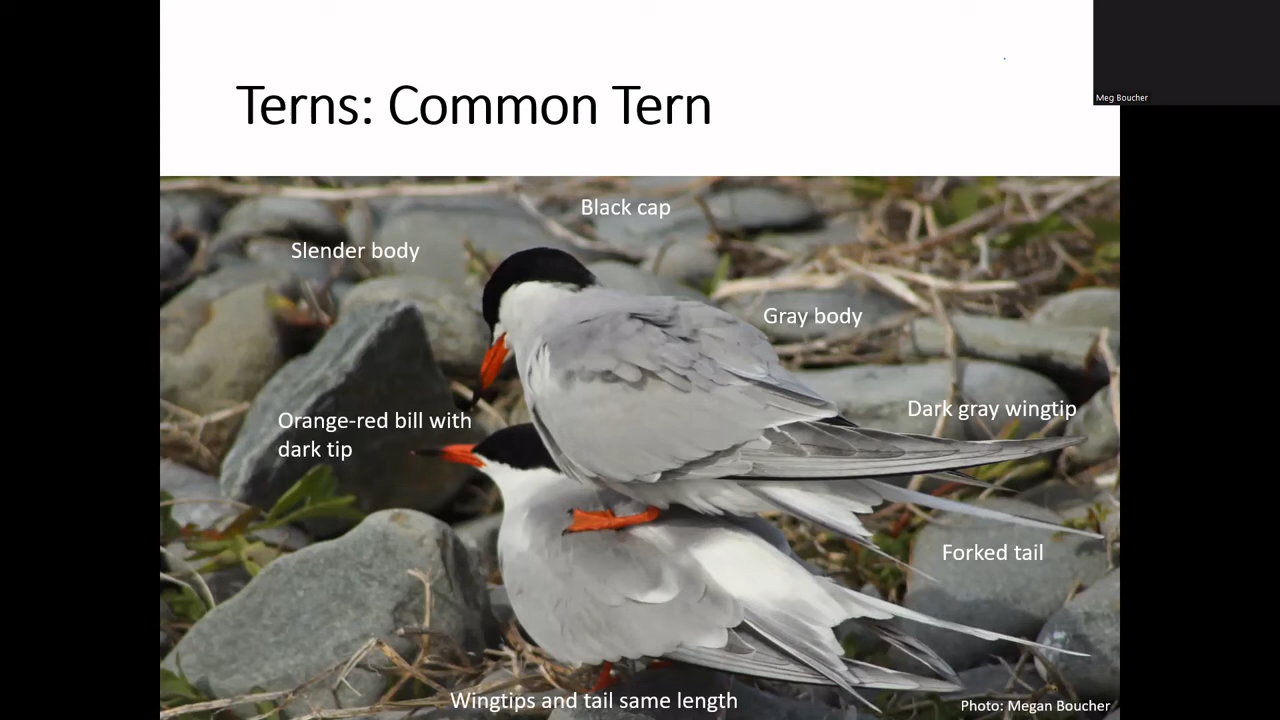 Meg Boucher
Terns: Common Tern
Black cap
Slender body
Gray body
Dark gray wingtip
Orange-red bill with
dark tip
Forked tail
Wingtips and tail same length
Photo: Megan Boucher